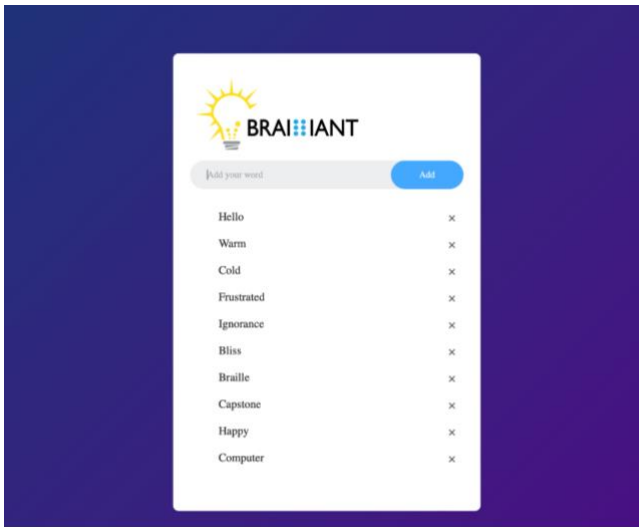 BRAI⠇⠇IANT
Add your word
Add
Hello ×
Warm ×
Cold ×
Frustrated ×
Ignorance ×
Bliss ×
Braille ×
Capstone ×
Happy ×
Computer ×